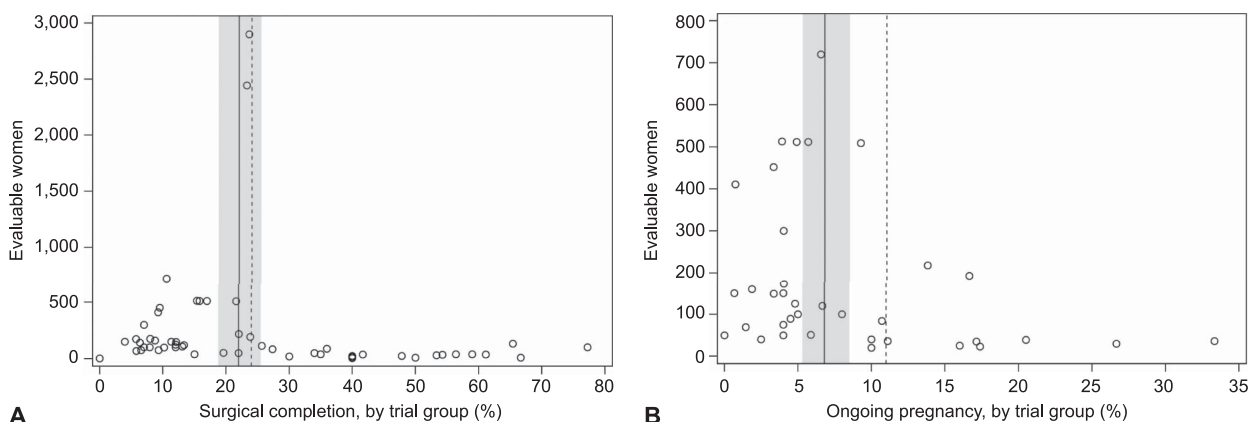 3,000
2,500
2,000
1,500
1,000
500
0
Evaluable women
0 10 20 30 40 50 60 70 80
Surgical completion, by trial group (%)
A
800
700
600
500
400
300
200
100
0
Evaluable women
0 5 10 15 20 25 30 35
Ongoing pregnancy, by trial group (%)
B